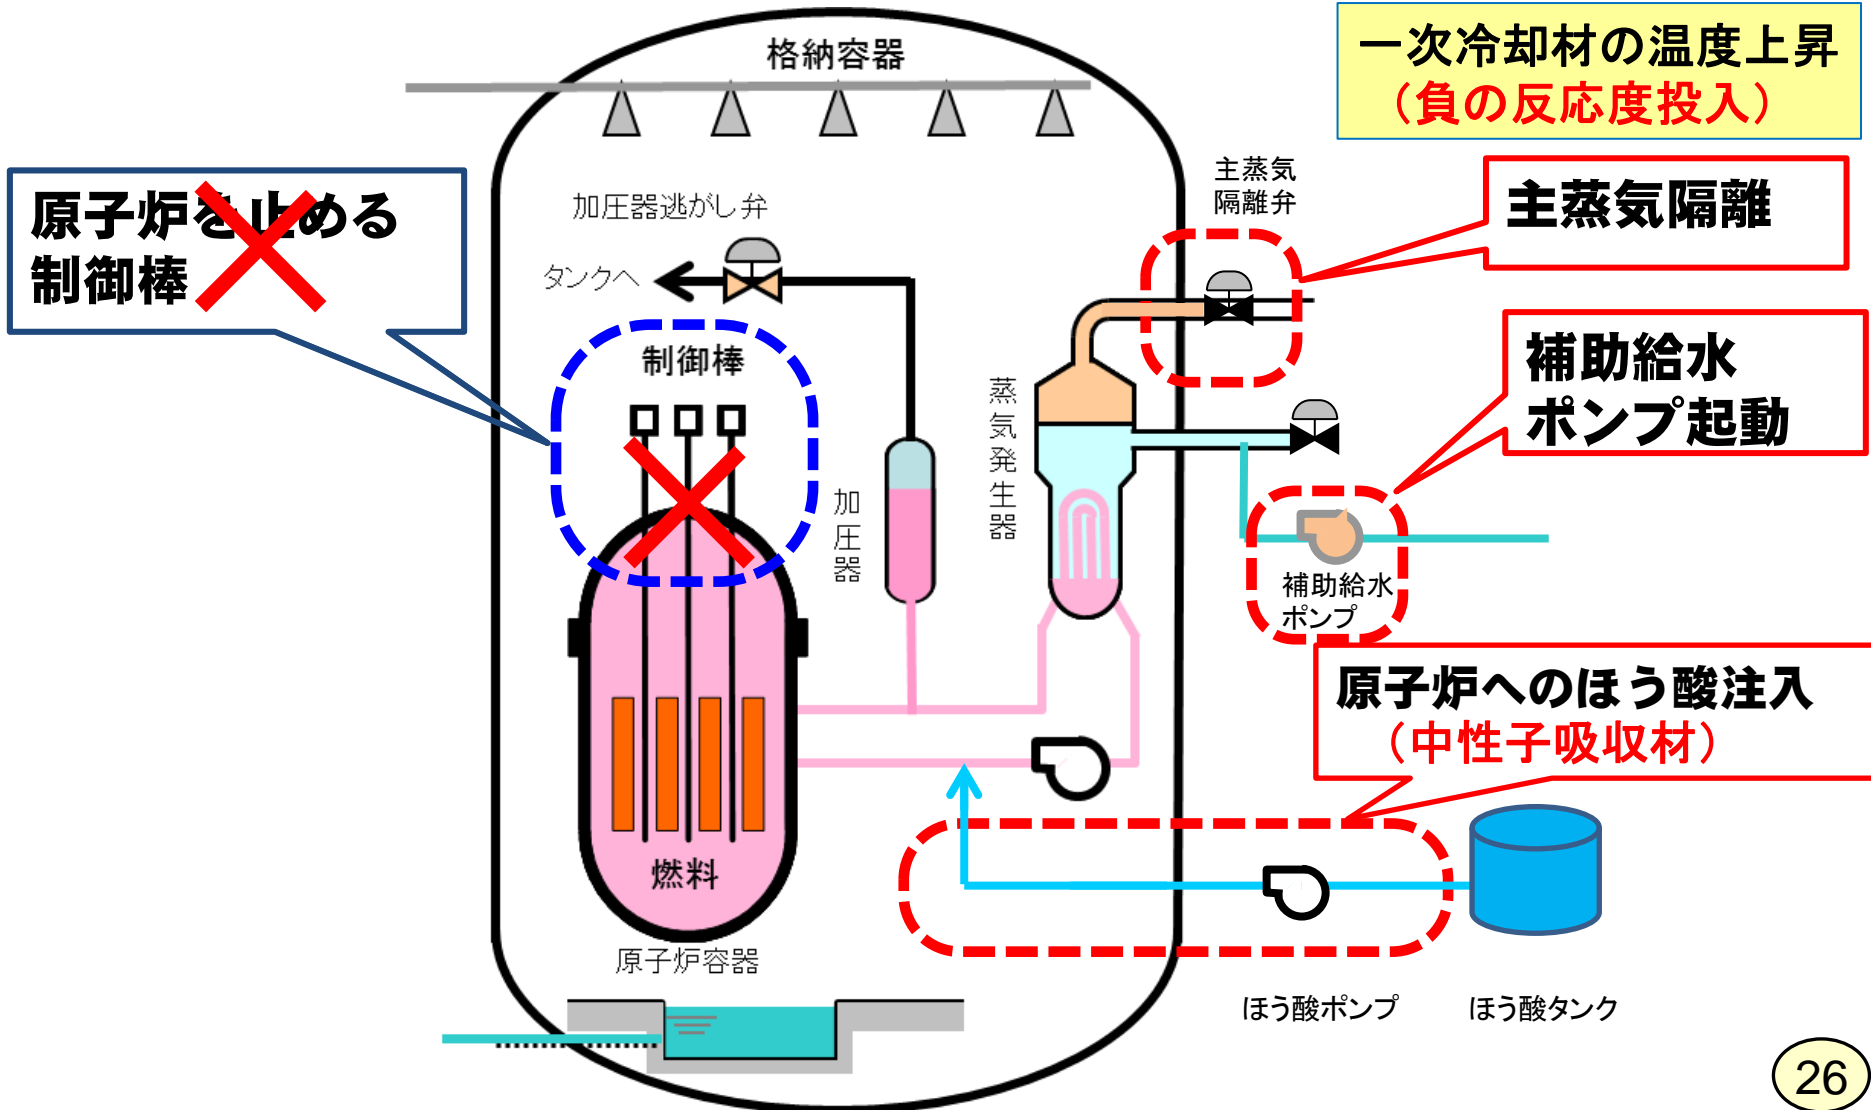 格納容器
一次冷却材の温度上昇
（負の反応度投入）
原子炉を止める
制御棒
加圧器逃がし弁
タンクへ
主蒸気
隔離弁
主蒸気隔離
制御棒
蒸気発生器
補助給水
ポンプ起動
加圧器
補助給水
ポンプ
原子炉へのほう酸注入
（中性子吸収材）
燃料
原子炉容器
ほう酸ポンプ
ほう酸タンク
26